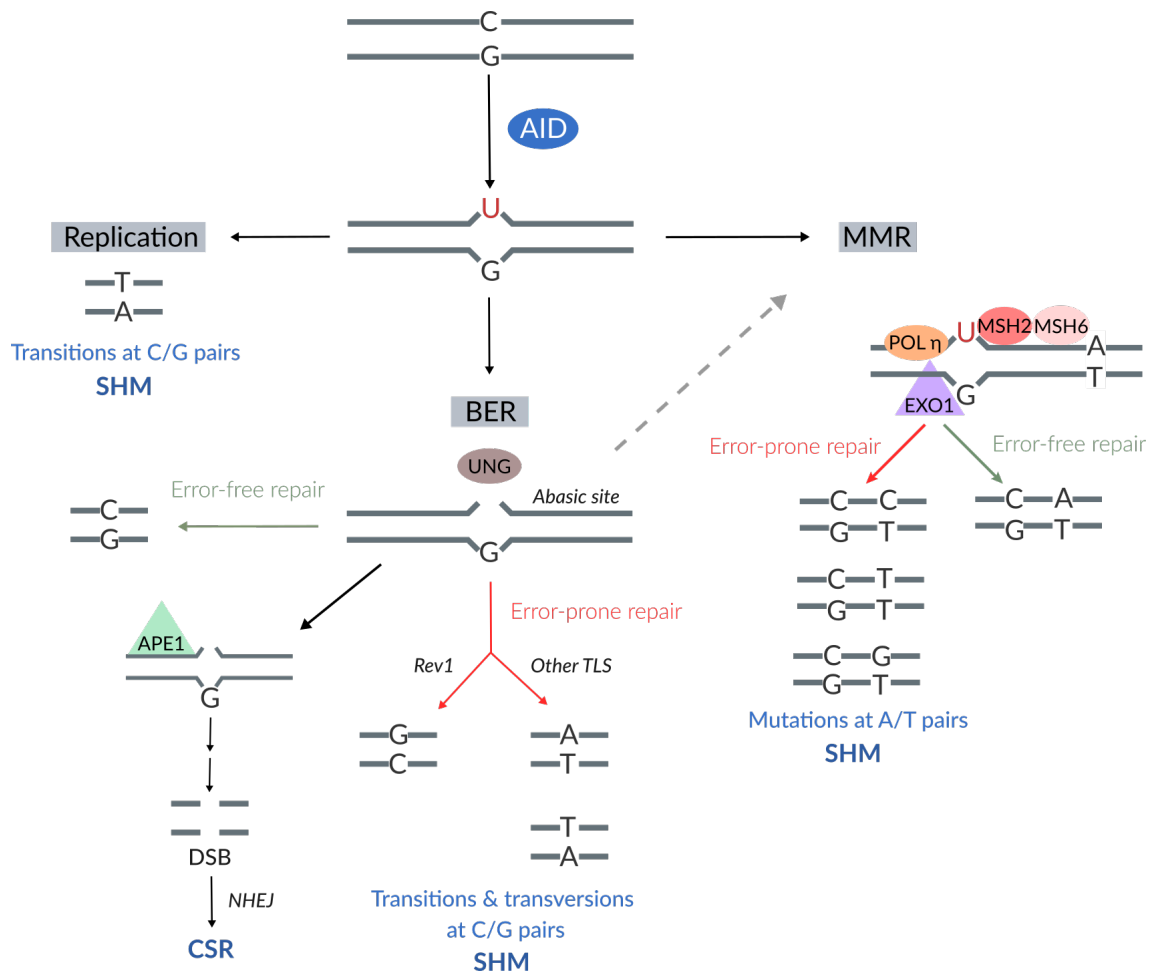 C
G
AID
U
G
Replication
MMR
T
A
Transitions at C/G pairs
SHM
POL η
U
MSH2
MSH6
A
T
EXO1
G
BER
UNG
Error-prone repair
Error-free repair
Error-free repair
Abasic site
C
G
G
C C
G T
C A
G T
C T
G T
C G
G T
Mutations at A/T pairs
SHM
Error-prone repair
APE1
G
Rev1
Other TLS
G
C
A
T
T
A
DSB
NHEJ
CSR
Transitions & transversions
at C/G pairs
SHM